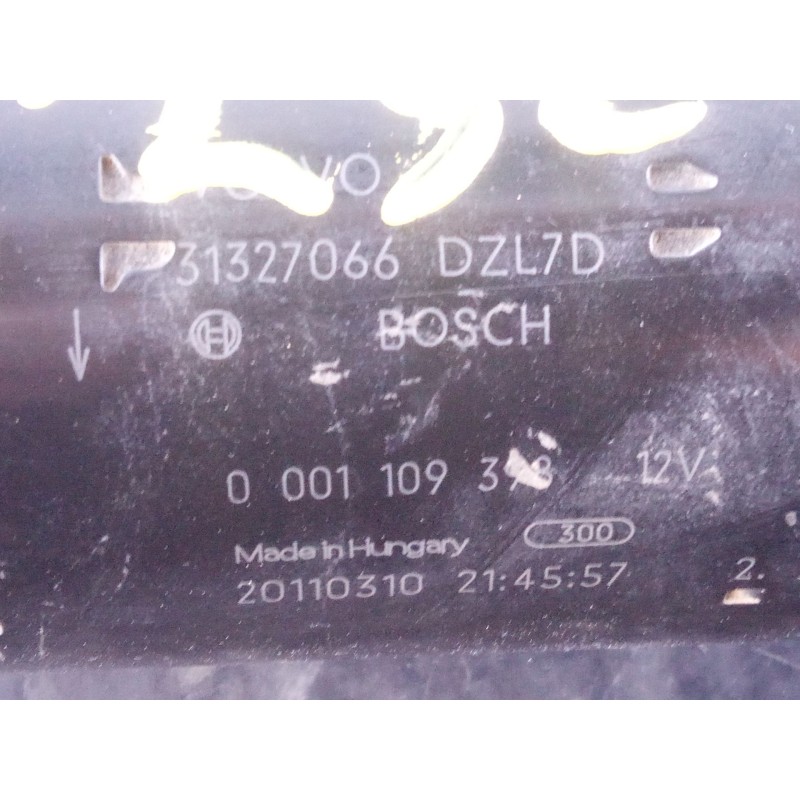 31327066 DZL7D
BOSCH
0 001 109 12V
300
Made in Hungary
20110310 21:45:57
2.